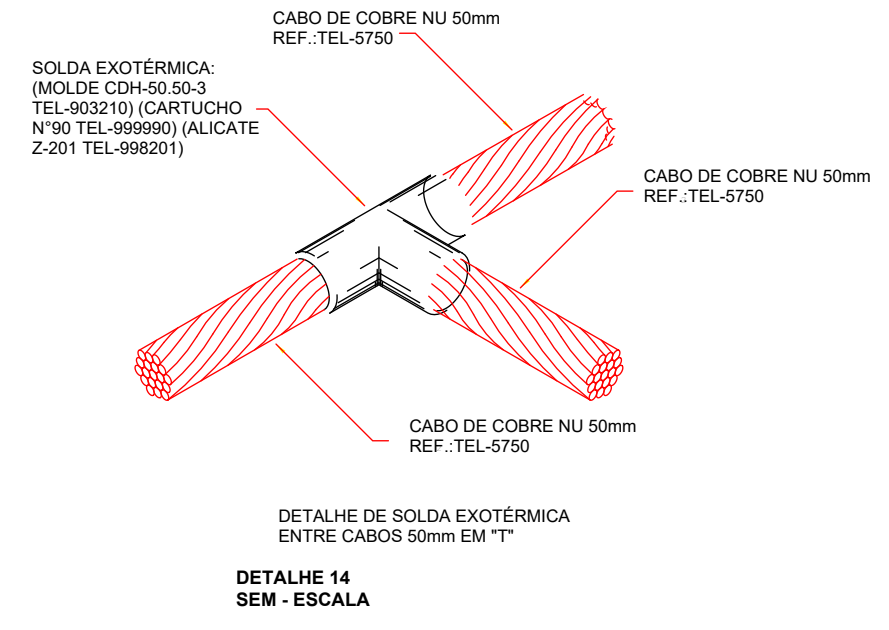 CABO DE COBRE NU 50mm
REF.:TEL-5750
SOLDA EXOTÉRMICA:
(MOLDE CDH-50.50-3
TEL-903210) (CARTUCHO
N°90 TEL-999990) (ALICATE
Z-201 TEL-998201)
CABO DE COBRE NU 50mm
REF.:TEL-5750
CABO DE COBRE NU 50mm
REF.:TEL-5750
DETALHE DE SOLDA EXOTÉRMICA
ENTRE CABOS 50mm EM "T"
DETALHE 14
SEM - ESCALA